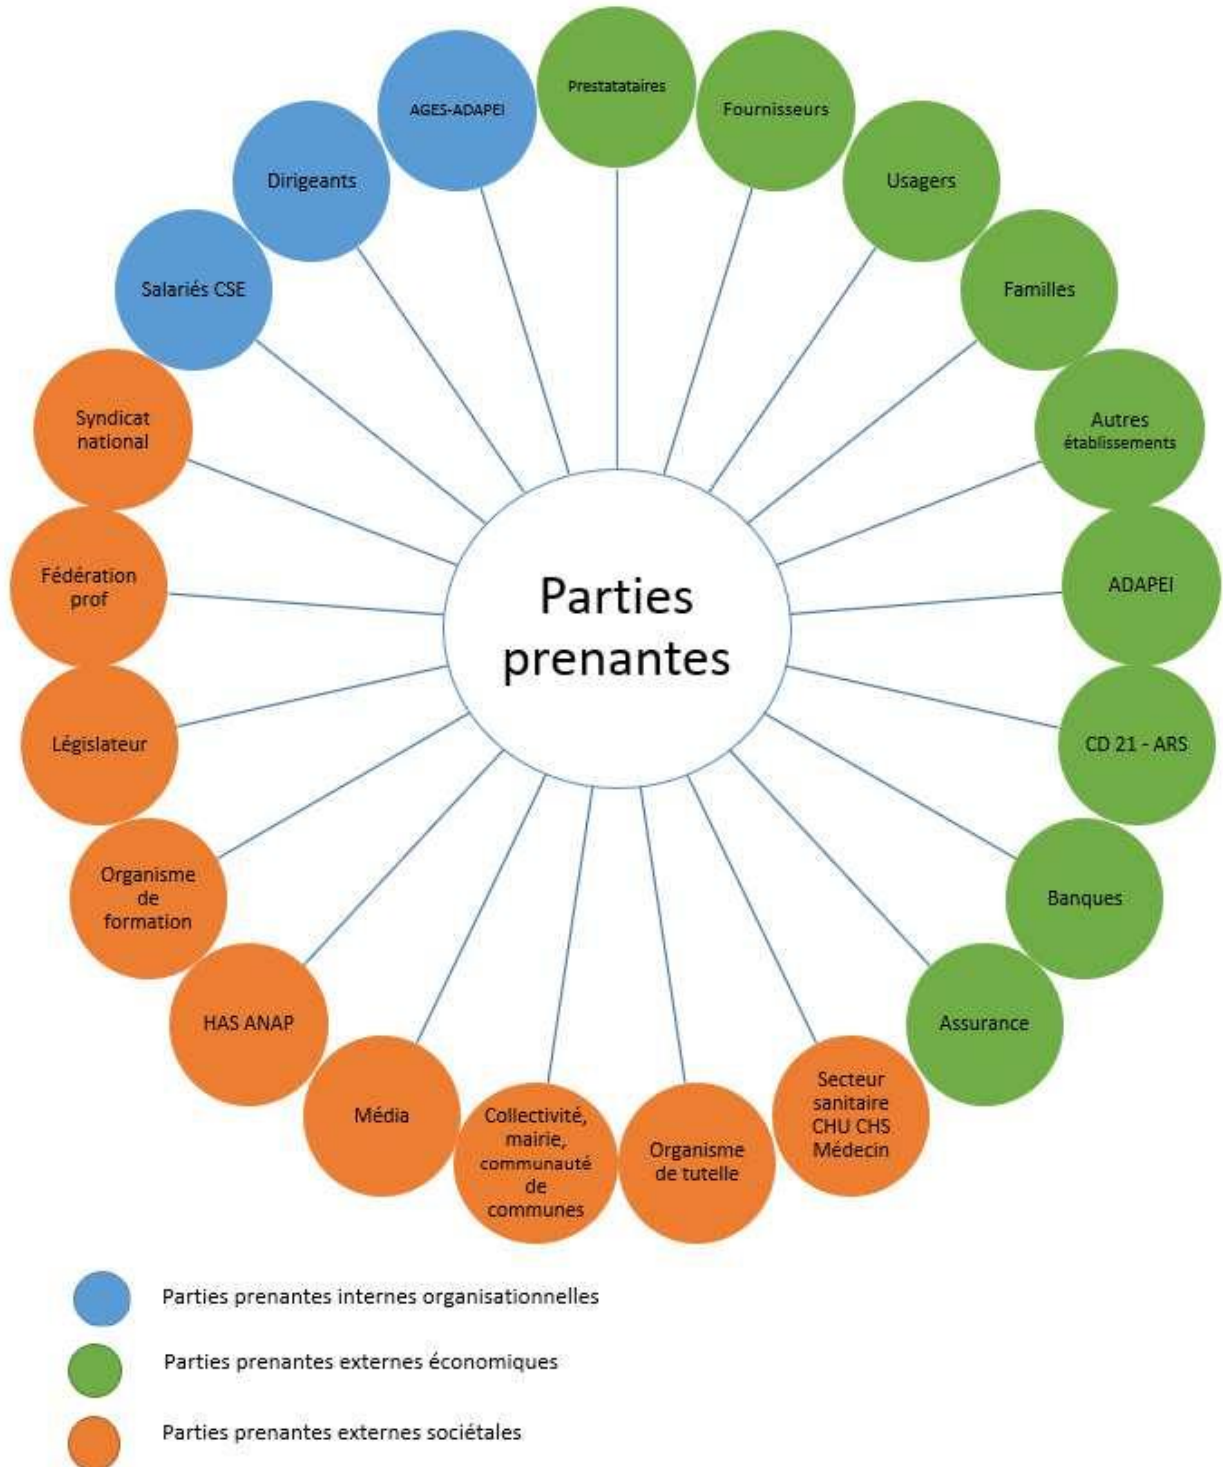 Prestatataires
Fournisseurs
Usagers
Familles
Autres
établissements
ADAPEI
CD 21 - ARS
Banques
Assurance
Secteur
sanitaire
CHU CHS
Médecin
Organisme
de tutelle
Collectivité,
mairie,
communauté
de
communes
Média
HAS ANAP
Organisme
de
formation
Législateur
Fédération
prof
Syndicat
national
Salariés CSE
Dirigeants
AGES-ADAPEI
Parties
prenantes
Parties prenantes internes organisationnelles
Parties prenantes externes économiques
Parties prenantes externes sociétales